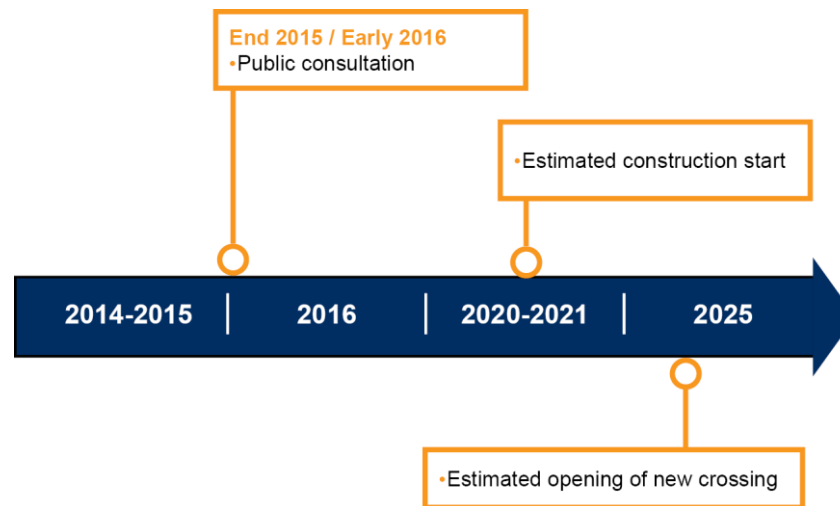 End 2015 / Early 2016
•Public consultation
•Estimated construction start
2014-2015 | 2016 | 2020-2021 | 2025
•Estimated opening of new crossing